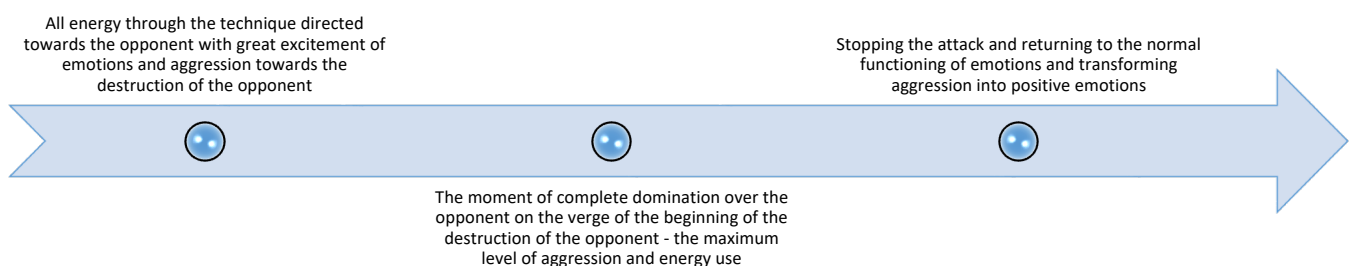 All energy through the technique directed
towards the opponent with great excitement of
emotions and aggression towards the
destruction of the opponent
The moment of complete domination over the
opponent on the verge of the beginning of the
destruction of the opponent - the maximum
level of aggression and energy use
Stopping the attack and returning to the normal
functioning of emotions and transforming
aggression into positive emotions